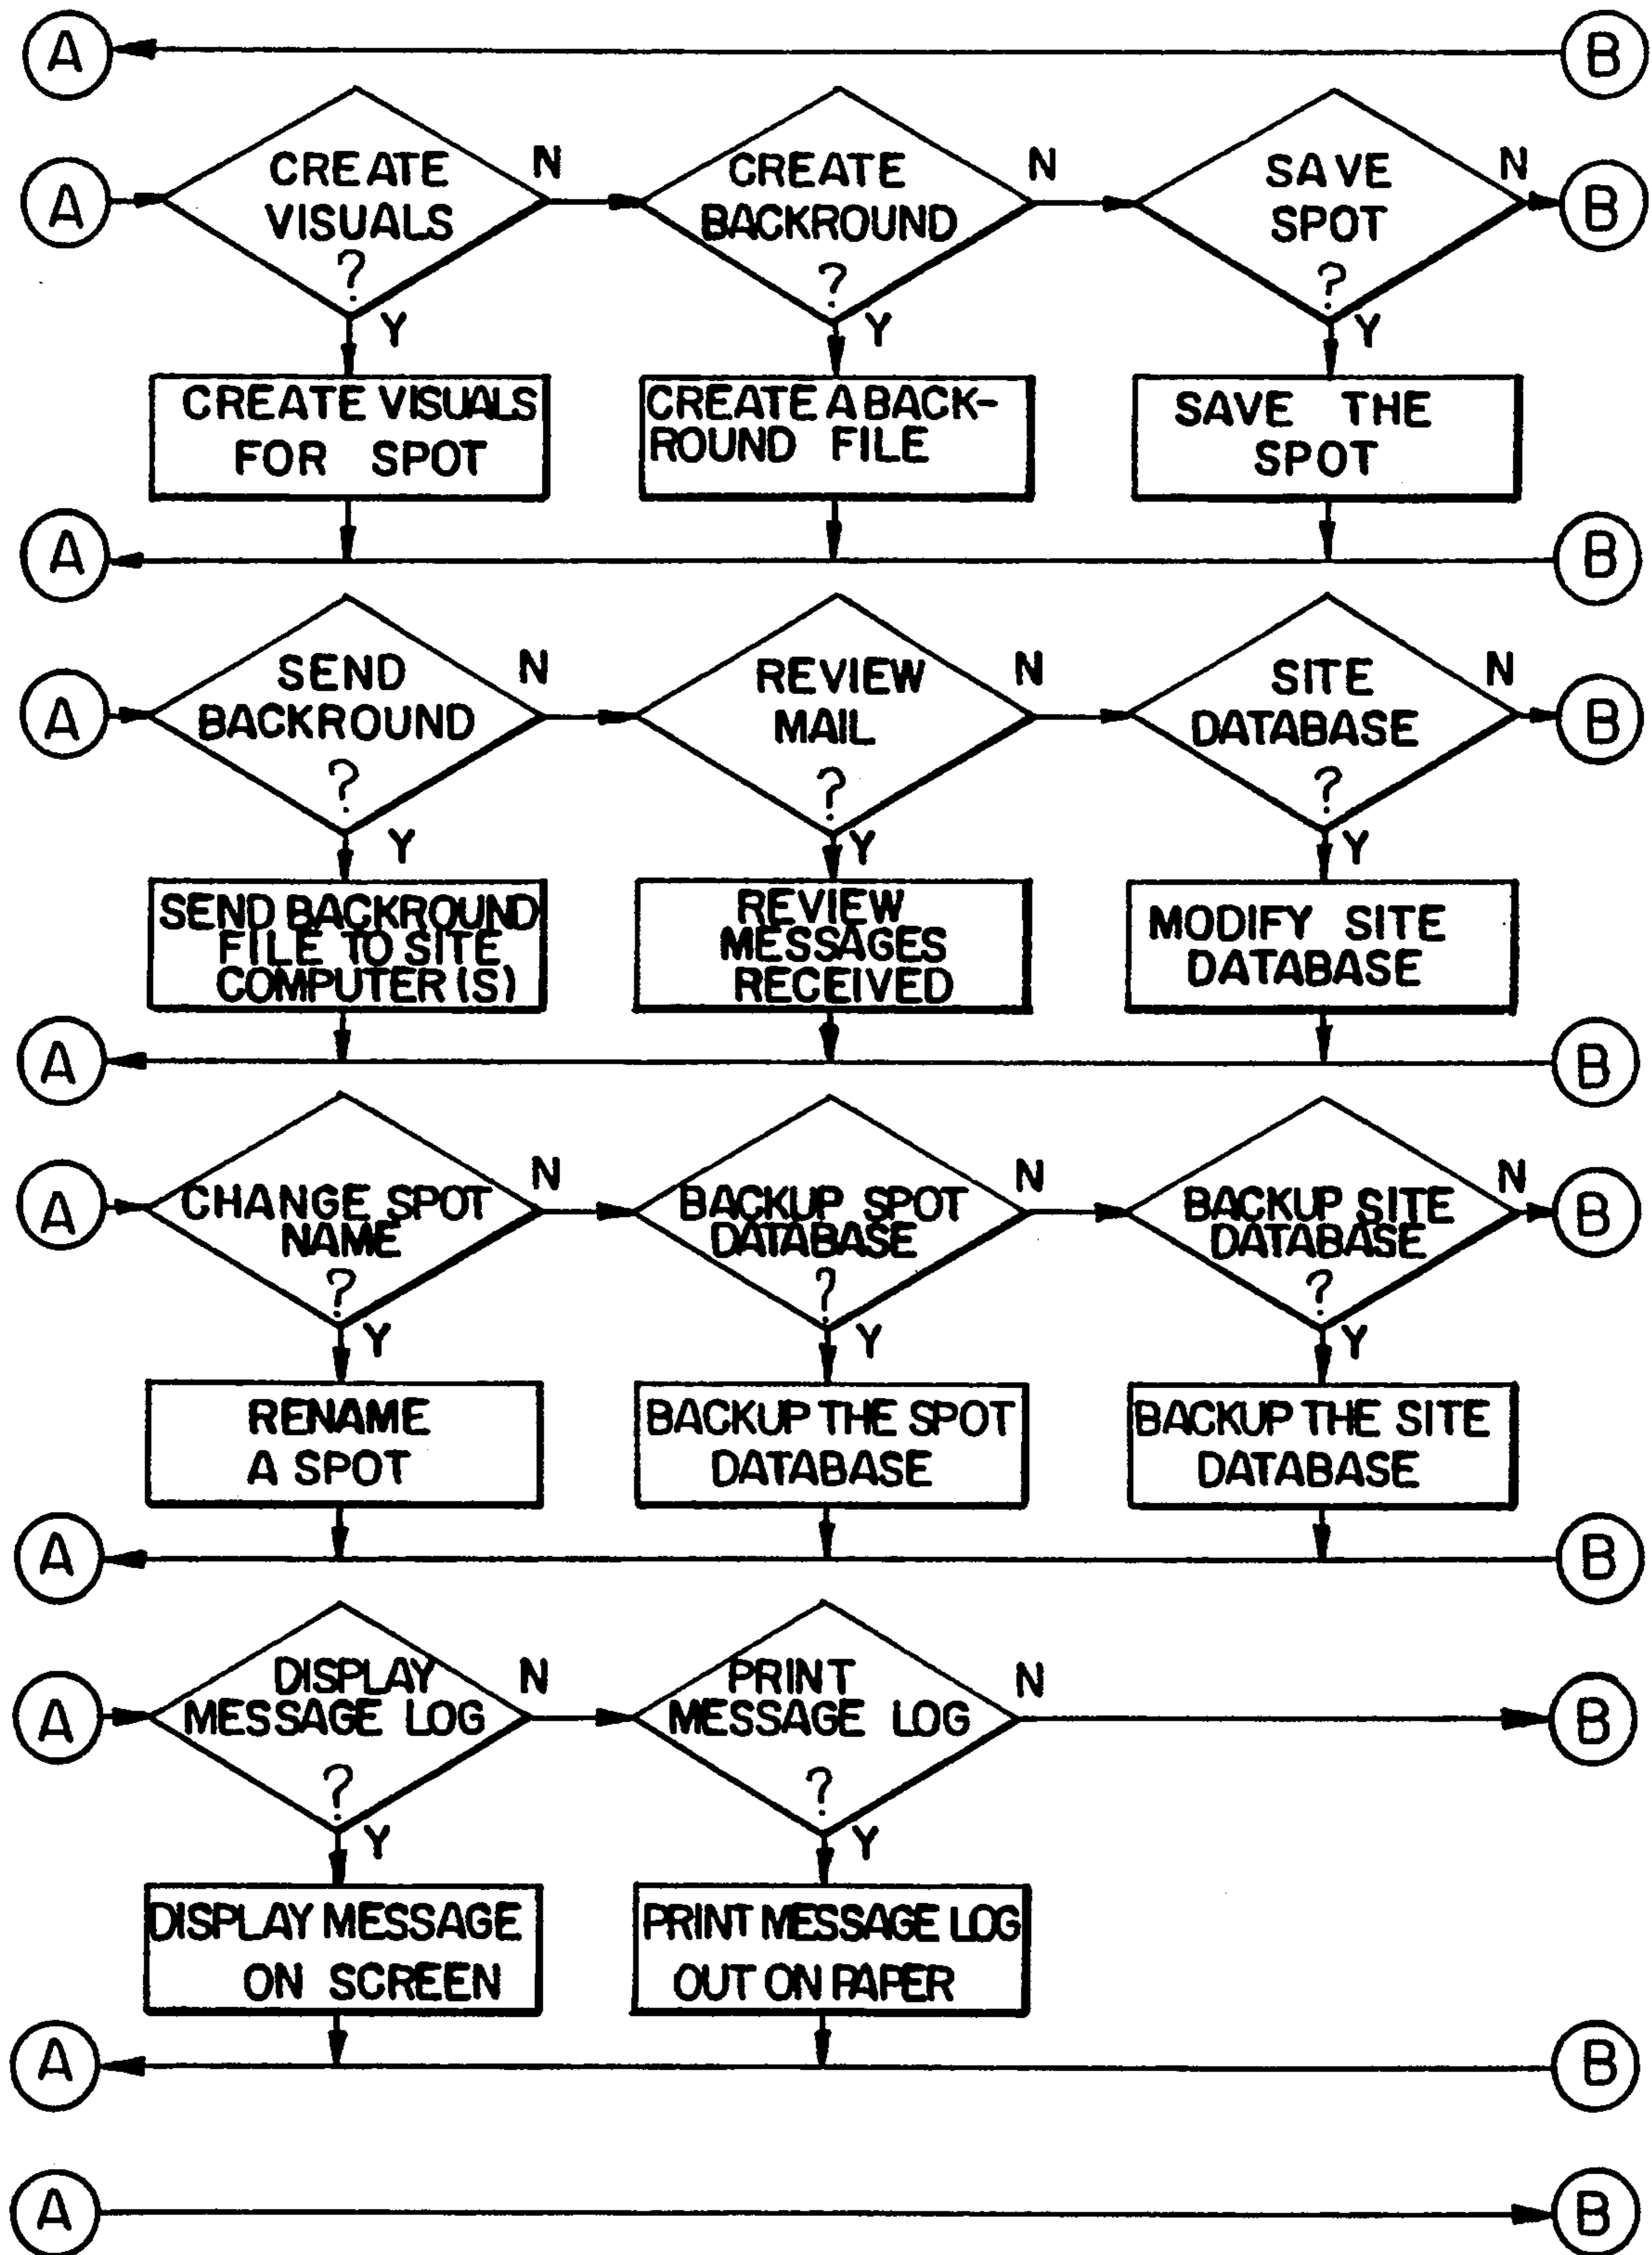 A
B
A
CREATE
VISUALS
?
N
Y
CREATE
BACKROUND
?
N
Y
SAVE
SPOT
?
N
Y
B
CREATE VISUALS
FOR SPOT
CREATE A BACK-
ROUND FILE
SAVE THE
SPOT
A
B
A
SEND
BACKROUND
?
N
Y
REVIEW
MAIL
?
N
Y
SITE
DATABASE
?
N
Y
B
SEND BACKROUND
FILE TO SITE
COMPUTER(S)
REVIEW
MESSAGES
RECEIVED
MODIFY SITE
DATABASE
A
B
A
CHANGE SPOT
NAME
?
N
Y
BACKUP SPOT
DATABASE
?
N
Y
BACKUP SITE
DATABASE
?
N
Y
B
RENAME
A SPOT
BACKUP THE SPOT
DATABASE
BACKUP THE SITE
DATABASE
A
B
A
DISPLAY
MESSAGE LOG
?
N
Y
PRINT
MESSAGE LOG
?
N
Y
B
DISPLAY MESSAGE
ON SCREEN
PRINT MESSAGE LOG
OUT ON PAPER
A
B
A
B